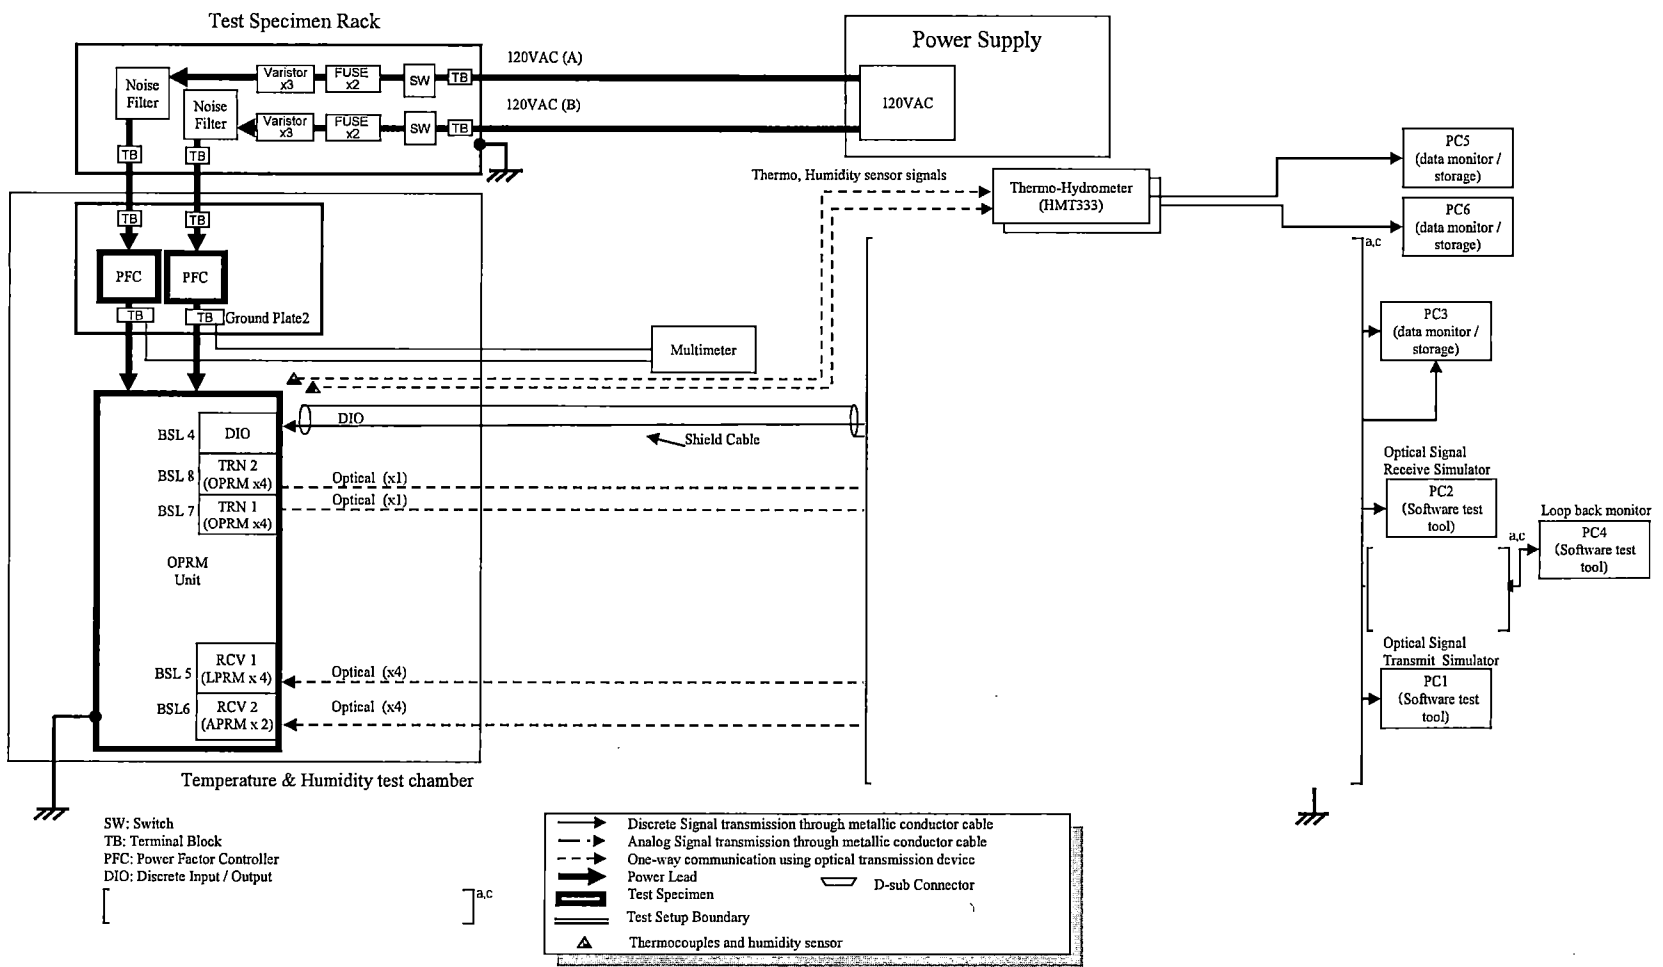 Test Specimen Rack
Noise
Filter
Varistor
x3
FUSE
x2
SW
TB
120VAC (A)
Noise
Filter
Varistor
x3
FUSE
x2
SW
TB
120VAC (B)
TB
TB
Power Supply
120VAC
Thermo, Humidity sensor signals
Thermo-Hydrometer
(HMT333)
PC5
(data monitor /
storage)
PC6
(data monitor /
storage)
a,c
TB
TB
PFC
PFC
TB
TB
Ground Plate2
Multimeter
PC3
(data monitor /
storage)
BSL 4
DIO
DIO
Shield Cable
BSL 8
TRN 2
(OPRM x4)
Optical (x1)
BSL 7
TRN 1
(OPRM x4)
Optical (x1)
OPRM
Unit
Optical Signal
Receive Simulator
PC2
(Software test
tool)
Loop back monitor
a,c
PC4
(Software test
tool)
BSL 5
RCV 1
(LPRM x 4)
Optical (x4)
BSL6
RCV 2
(APRM x 2)
Optical (x4)
Optical Signal
Transmit Simulator
PC1
(Software test
tool)
Temperature & Humidity test chamber
SW: Switch
TB: Terminal Block
PFC: Power Factor Controller
DIO: Discrete Input / Output
[ ] a,c
Discrete Signal transmission through metallic conductor cable
Analog Signal transmission through metallic conductor cable
One-way communication using optical transmission device
Power Lead
D-sub Connector
Test Specimen
Test Setup Boundary
Thermocouples and humidity sensor